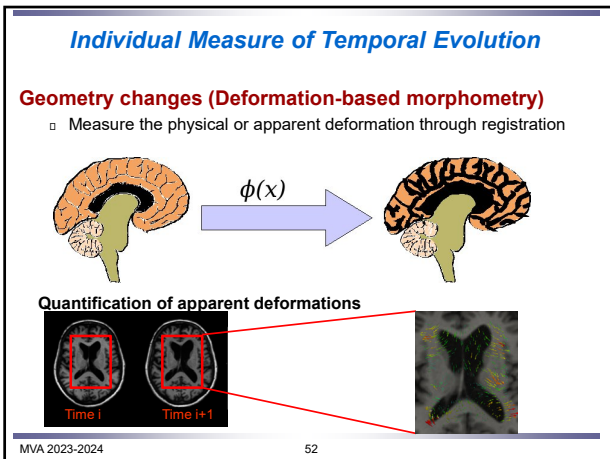 Individual Measure of Temporal Evolution
Geometry changes (Deformation-based morphometry)
Measure the physical or apparent deformation through registration
ϕ(x)
Quantification of apparent deformations
Time i
Time i+1
MVA 2023-2024
52